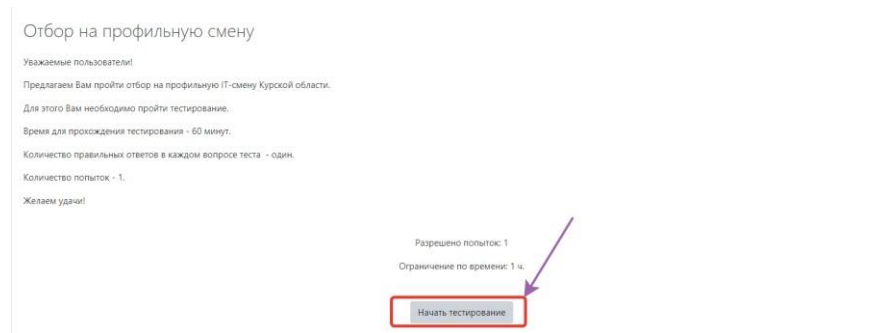 Отбор на профильную смену
Уважаемые пользователи!
Предлагаем Вам пройти отбор на профильную IT-смену Курской области.
Для этого Вам необходимо пройти тестирование.
Время для прохождения тестирования - 60 минут.
Количество правильных ответов в каждом вопросе теста - один.
Количество попыток - 1.
Желаем удачи!
Разрешено попыток: 1
Ограничение по времени: 1 ч.
Начать тестирование